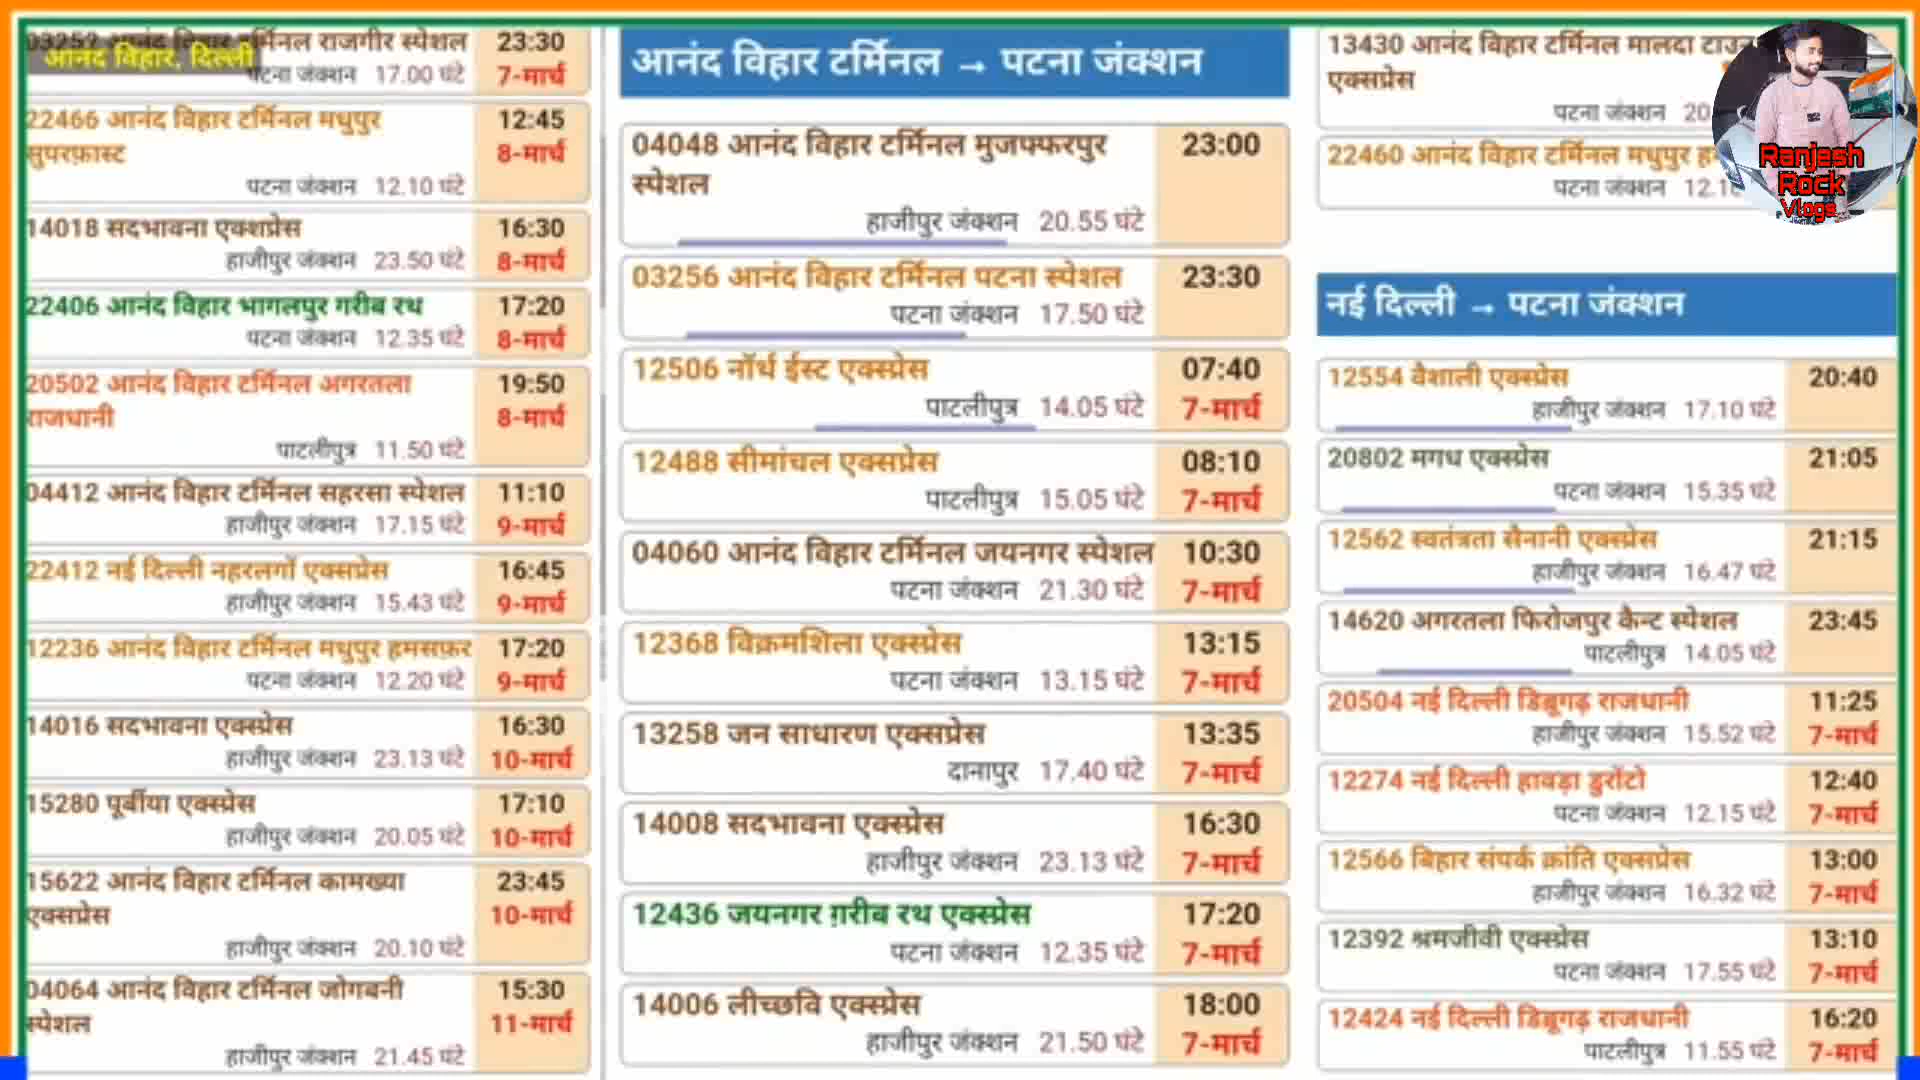 03257 आनंद विहार टर्मिनल राजगीर स्पेशल 23:30
आनंद विहार, दिल्ली
पटना जंक्शन 17.00 घंटे 7-मार्च
22466 आनंद विहार टर्मिनल मधुपुर 12:45
सुपरफ़ास्ट 8-मार्च
पटना जंक्शन 12.10 घंटे
14018 सदभावना एक्शप्रेस 16:30
हाजीपुर जंक्शन 23.50 घंटे 8-मार्च
22406 आनंद विहार भागलपुर गरीब रथ 17:20
पटना जंक्शन 12.35 घंटे 8-मार्च
20502 आनंद विहार टर्मिनल अगरतला 19:50
राजधानी 8-मार्च
पाटलीपुत्र 11.50 घंटे
04412 आनंद विहार टर्मिनल सहरसा स्पेशल 11:10
हाजीपुर जंक्शन 17.15 घंटे 9-मार्च
22412 नई दिल्ली नहरलगों एक्सप्रेस 16:45
हाजीपुर जंक्शन 15.43 घंटे 9-मार्च
12236 आनंद विहार टर्मिनल मधुपुर हमसफ़र 17:20
पटना जंक्शन 12.20 घंटे 9-मार्च
14016 सदभावना एक्स्प्रेस 16:30
हाजीपुर जंक्शन 23.13 घंटे 10-मार्च
15280 पूर्बीया एक्स्प्रेस 17:10
हाजीपुर जंक्शन 20.05 घंटे 10-मार्च
15622 आनंद विहार टर्मिनल कामख्या 23:45
एक्सप्रेस 10-मार्च
हाजीपुर जंक्शन 20.10 घंटे
04064 आनंद विहार टर्मिनल जोगबनी 15:30
स्पेशल 11-मार्च
हाजीपुर जंक्शन 21.45 घंटे
आनंद विहार टर्मिनल → पटना जंक्शन
04048 आनंद विहार टर्मिनल मुजफ्फरपुर 23:00
स्पेशल
हाजीपुर जंक्शन 20.55 घंटे
03256 आनंद विहार टर्मिनल पटना स्पेशल 23:30
पटना जंक्शन 17.50 घंटे
12506 नॉर्थ ईस्ट एक्स्प्रेस 07:40
पाटलीपुत्र 14.05 घंटे 7-मार्च
12488 सीमांचल एक्सप्रेस 08:10
पाटलीपुत्र 15.05 घंटे 7-मार्च
04060 आनंद विहार टर्मिनल जयनगर स्पेशल 10:30
पटना जंक्शन 21.30 घंटे 7-मार्च
12368 विक्रमशिला एक्स्प्रेस 13:15
पटना जंक्शन 13.15 घंटे 7-मार्च
13258 जन साधारण एक्सप्रेस 13:35
दानापुर 17.40 घंटे 7-मार्च
14008 सदभावना एक्स्प्रेस 16:30
हाजीपुर जंक्शन 23.13 घंटे 7-मार्च
12436 जयनगर ग़रीब रथ एक्स्प्रेस 17:20
पटना जंक्शन 12.35 घंटे 7-मार्च
14006 लीच्छवि एक्स्प्रेस 18:00
हाजीपुर जंक्शन 21.50 घंटे 7-मार्च
13430 आनंद विहार टर्मिनल मालदा टाउन
एक्सप्रेस
पटना जंक्शन 20
22460 आनंद विहार टर्मिनल मधुपुर
पटना जंक्शन
Ranjesh
Rock
Vlogs
नई दिल्ली → पटना जंक्शन
12554 वैशाली एक्स्प्रेस 20:40
हाजीपुर जंक्शन 17.10 घंटे
20802 मगध एक्स्प्रेस 21:05
पटना जंक्शन 15.35 घंटे
12562 स्वतंत्रता सैनानी एक्स्प्रेस 21:15
हाजीपुर जंक्शन 16.47 घंटे
14620 अगरतला फिरोजपुर कैन्ट स्पेशल 23:45
पाटलीपुत्र 14.05 घंटे
20504 नई दिल्ली डिब्रूगढ़ राजधानी 11:25
हाजीपुर जंक्शन 15.52 घंटे 7-मार्च
12274 नई दिल्ली हावड़ा डुरोंटो 12:40
पटना जंक्शन 12.15 घंटे 7-मार्च
12566 बिहार संपर्क क्रांति एक्सप्रेस 13:00
हाजीपुर जंक्शन 16.32 घंटे 7-मार्च
12392 श्रमजीवी एक्स्प्रेस 13:10
पटना जंक्शन 17.55 घंटे 7-मार्च
12424 नई दिल्ली डिब्रूगढ़ राजधानी 16:20
पाटलीपुत्र 11.55 घंटे 7-मार्च